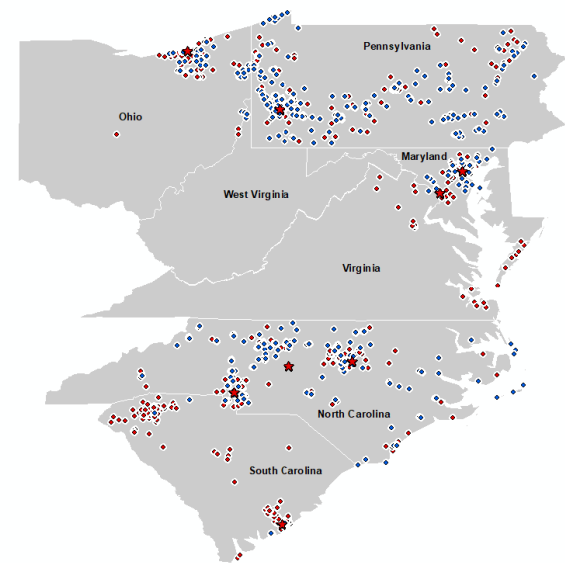 Pennsylvania
Ohio
Maryland
West Virginia
Virginia
North Carolina
South Carolina